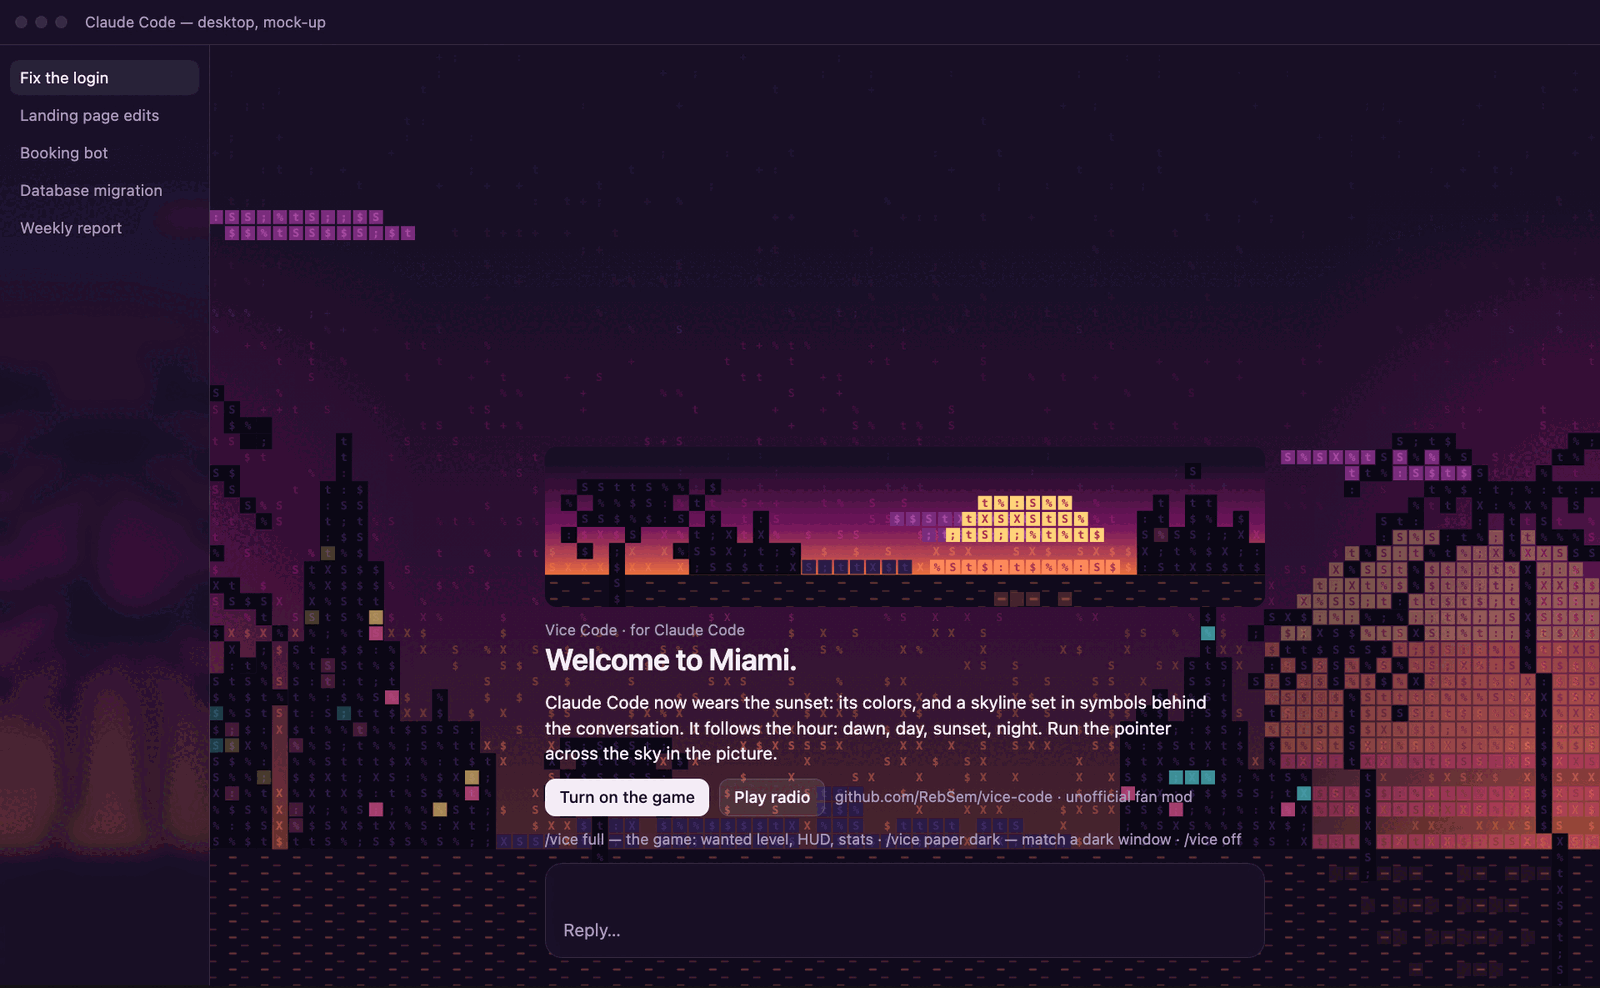 Claude Code — desktop, mock-up
Fix the login
Landing page edits
Booking bot
Database migration
Weekly report
Vice Code · for Claude Code
Welcome to Miami.
Claude Code now wears the sunset: its colors, and a skyline set in symbols behind
the conversation. It follows the hour: dawn, day, sunset, night. Run the pointer
across the sky in the picture.
Turn on the game
Play radio
github.com/RebSem/vice-code · unofficial fan mod
/vice full — the game: wanted level, HUD, stats · /vice paper dark — match a dark window · /vice off
Reply...